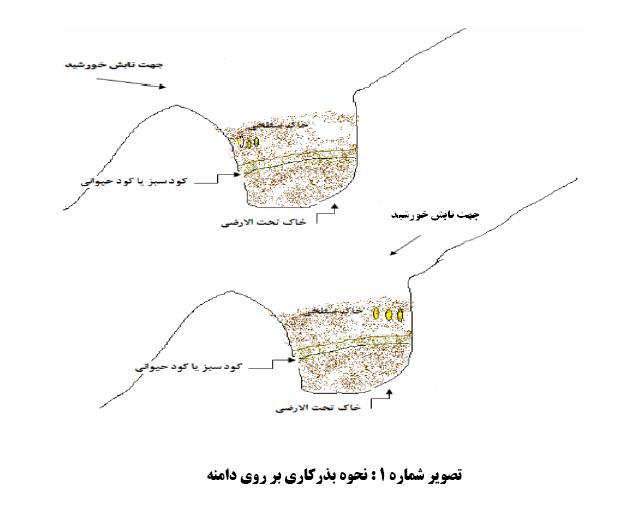 جهت تابش خورشید
خاک سطحی
کود سبز یا کود حیوانی
خاک تحت الارضی
جهت تابش خورشید
خاک سطحی
کود سبز یا کود حیوانی
خاک تحت الارضی
تصویر شماره ۱ : نحوه بذرکاری بر روی دامنه